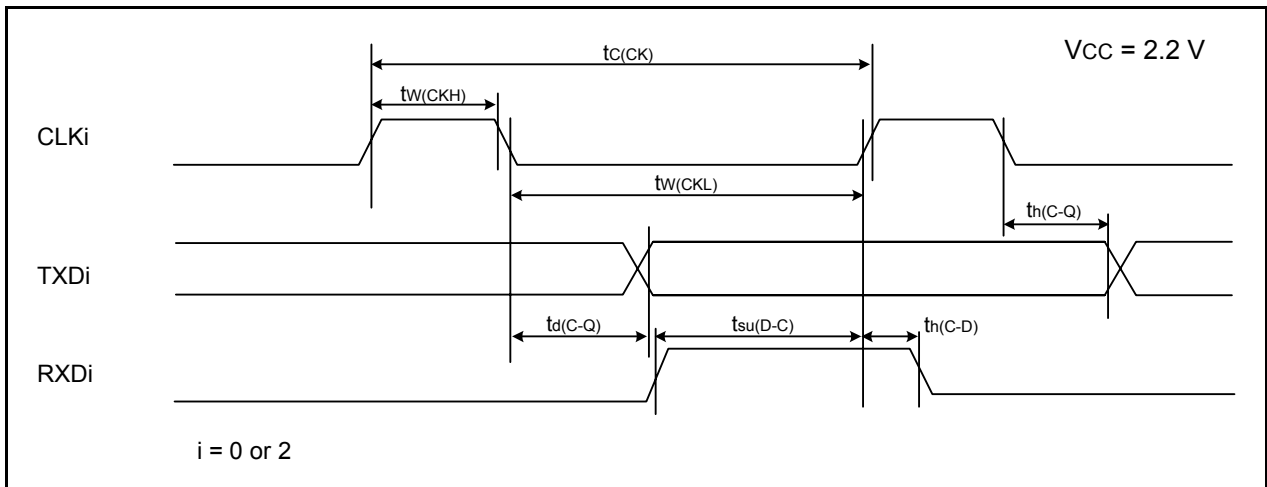 tC(CK)
VCC = 2.2 V
tW(CKH)
CLKi
tW(CKL)
th(C-Q)
TXDi
td(C-Q)
tsu(D-C)
th(C-D)
RXDi
i = 0 or 2